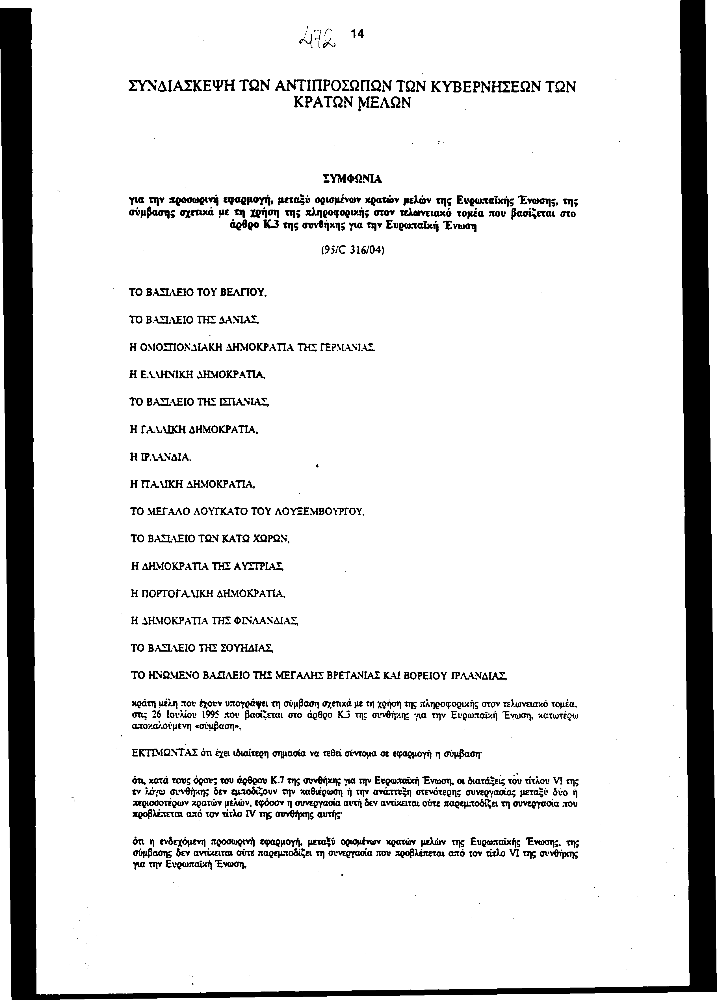 472 14
ΣΥΝΔΙΑΣΚΕΨΗ ΤΩΝ ΑΝΤΙΠΡΟΣΩΠΩΝ ΤΩΝ ΚΥΒΕΡΝΗΣΕΩΝ ΤΩΝ
ΚΡΑΤΩΝ ΜΕΛΩΝ
ΣΥΜΦΩΝΙΑ
για την προσωρινή εφαρμογή, μεταξύ ορισμένων κρατών μελών της Ευρωπαϊκής Ένωσης, της
σύμβασης σχετικά με τη χρήση της πληροφορικής στον τελωνειακό τομέα που βασίζεται στο
άρθρο Κ.3 της συνθήκης για την Ευρωπαϊκή Ένωση
(95/C 316/04)
ΤΟ ΒΑΣΙΛΕΙΟ ΤΟΥ ΒΕΛΓΙΟΥ,
ΤΟ ΒΑΣΙΛΕΙΟ ΤΗΣ ΔΑΝΙΑΣ,
Η ΟΜΟΣΠΟΝΔΙΑΚΗ ΔΗΜΟΚΡΑΤΙΑ ΤΗΣ ΓΕΡΜΑΝΙΑΣ,
Η ΕΛΛΗΝΙΚΗ ΔΗΜΟΚΡΑΤΙΑ,
ΤΟ ΒΑΣΙΛΕΙΟ ΤΗΣ ΙΣΠΑΝΙΑΣ,
Η ΓΑΛΛΙΚΗ ΔΗΜΟΚΡΑΤΙΑ,
Η ΙΡΛΑΝΔΙΑ,
Η ΙΤΑΛΙΚΗ ΔΗΜΟΚΡΑΤΙΑ,
ΤΟ ΜΕΓΑΛΟ ΛΟΥΓΚΑΤΟ ΤΟΥ ΛΟΥΞΕΜΒΟΥΡΓΟΥ,
ΤΟ ΒΑΣΙΛΕΙΟ ΤΩΝ ΚΑΤΩ ΧΩΡΩΝ,
Η ΔΗΜΟΚΡΑΤΙΑ ΤΗΣ ΑΥΣΤΡΙΑΣ,
Η ΠΟΡΤΟΓΑΛΙΚΗ ΔΗΜΟΚΡΑΤΙΑ,
Η ΔΗΜΟΚΡΑΤΙΑ ΤΗΣ ΦΙΝΛΑΝΔΙΑΣ,
ΤΟ ΒΑΣΙΛΕΙΟ ΤΗΣ ΣΟΥΗΔΙΑΣ,
ΤΟ ΗΝΩΜΕΝΟ ΒΑΣΙΛΕΙΟ ΤΗΣ ΜΕΓΑΛΗΣ ΒΡΕΤΑΝΙΑΣ ΚΑΙ ΒΟΡΕΙΟΥ ΙΡΛΑΝΔΙΑΣ,
κράτη μέλη που έχουν υπογράψει τη σύμβαση σχετικά με τη χρήση της πληροφορικής στον τελωνειακό τομέα,
στις 26 Ιουλίου 1995 που βασίζεται στο άρθρο Κ.3 της συνθήκης για την Ευρωπαϊκή Ένωση, κατωτέρω
αποκαλούμενη «σύμβαση»,
ΕΚΤΙΜΩΝΤΑΣ ότι έχει ιδιαίτερη σημασία να τεθεί σύντομα σε εφαρμογή η σύμβαση·
ότι, κατά τους όρους του άρθρου Κ.7 της συνθήκης για την Ευρωπαϊκή Ένωση, οι διατάξεις του τίτλου VI της
εν λόγω συνθήκης δεν εμποδίζουν την καθιέρωση ή την ανάπτυξη στενότερης συνεργασίας μεταξύ δύο ή
περισσοτέρων κρατών μελών, εφόσον η συνεργασία αυτή δεν αντίκειται ούτε παρεμποδίζει τη συνεργασία που
προβλέπεται από τον τίτλο IV της συνθήκης αυτής·
ότι η ενδεχόμενη προσωρινή εφαρμογή, μεταξύ ορισμένων κρατών μελών της Ευρωπαϊκής Ένωσης, της
σύμβασης δεν αντίκειται ούτε παρεμποδίζει τη συνεργασία που προβλέπεται από τον τίτλο VI της συνθήκης
για την Ευρωπαϊκή Ένωση,